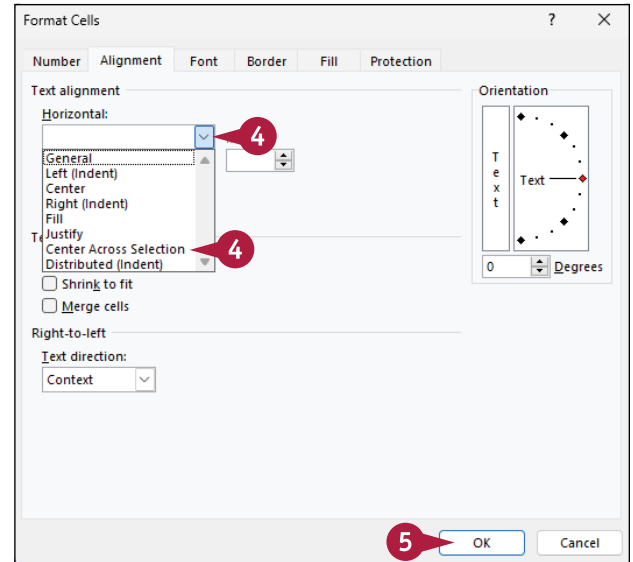 Format Cells ? ×
Number Alignment Font Border Fill Protection
Text alignment
Horizontal:
4
General
Left (Indent)
Center
Right (Indent)
Fill
Justify
Center Across Selection
4
Distributed (Indent)
Shrink to fit
Merge cells
Right-to-left
Text direction:
Context
Orientation
Text
Text
0 Degrees
5
OK
Cancel